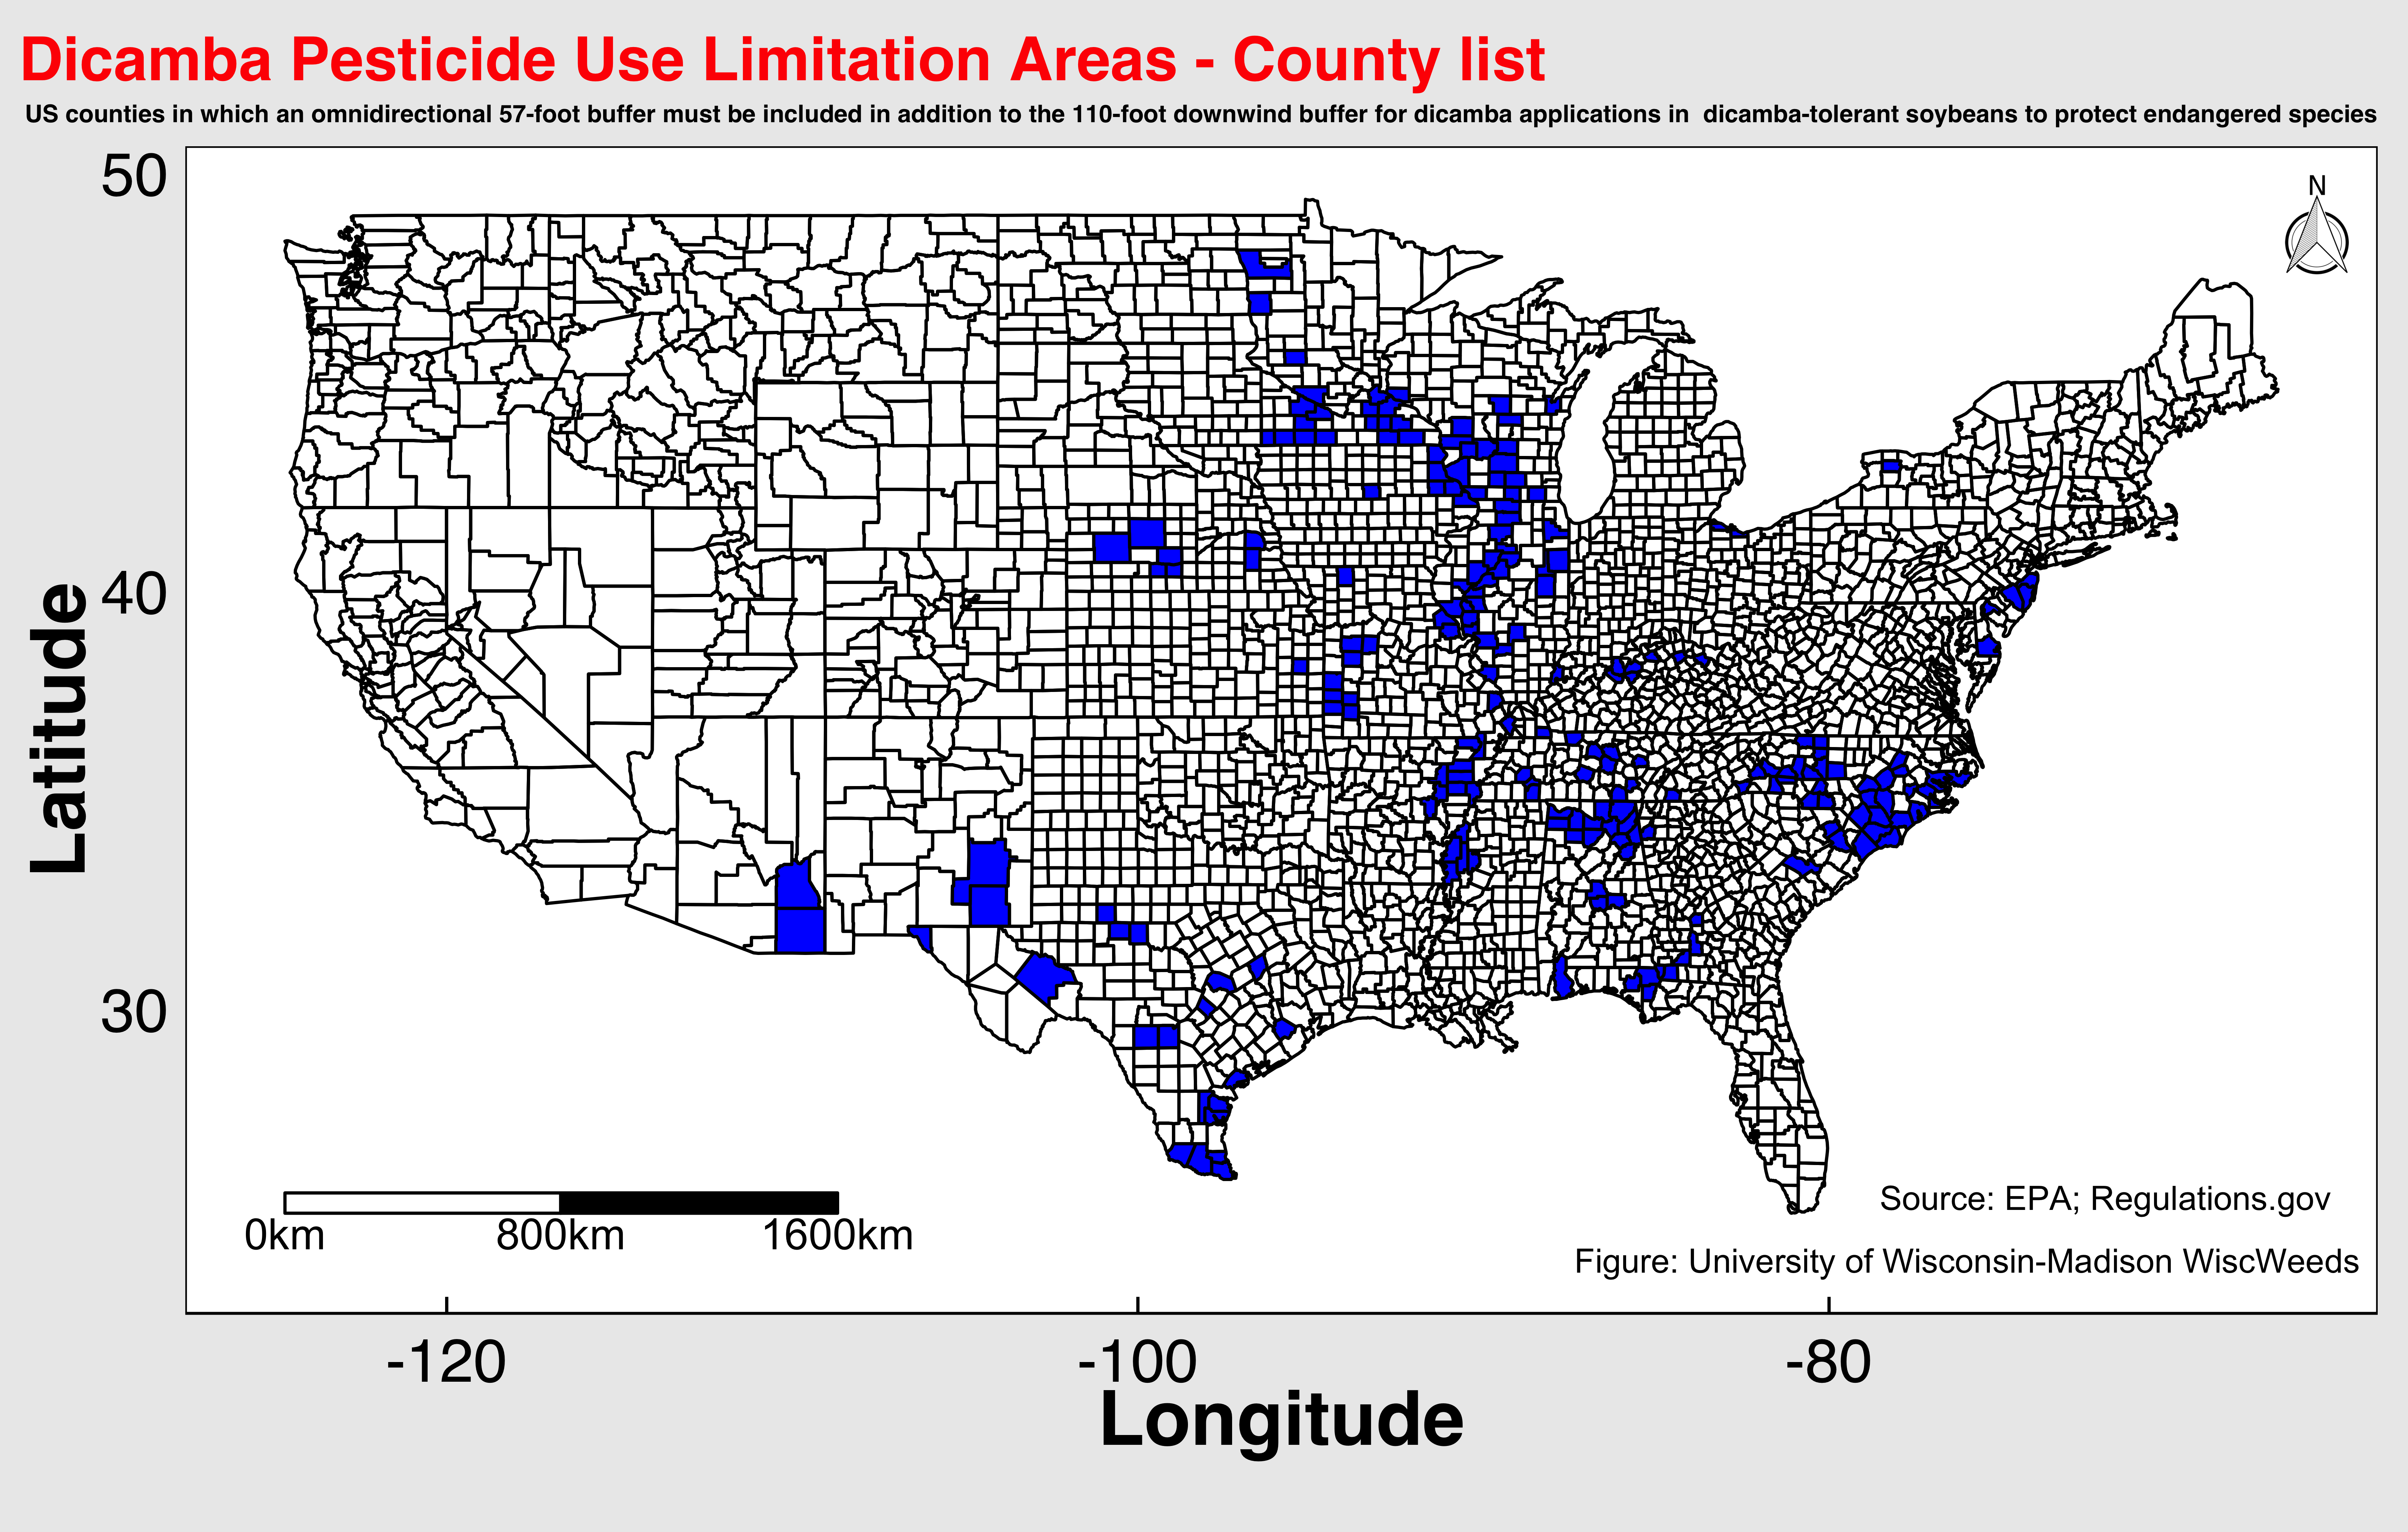 Dicamba Pesticide Use Limitation Areas - County list
US counties in which an omnidirectional 57-foot buffer must be included in addition to the 110-foot downwind buffer for dicamba applications in  dicamba-tolerant soybeans to protect endangered species
50
N
40
Latitude
30
Source: EPA; Regulations.gov
0km 800km 1600km
Figure: University of Wisconsin-Madison WiscWeeds
-120 -100 -80
Longitude